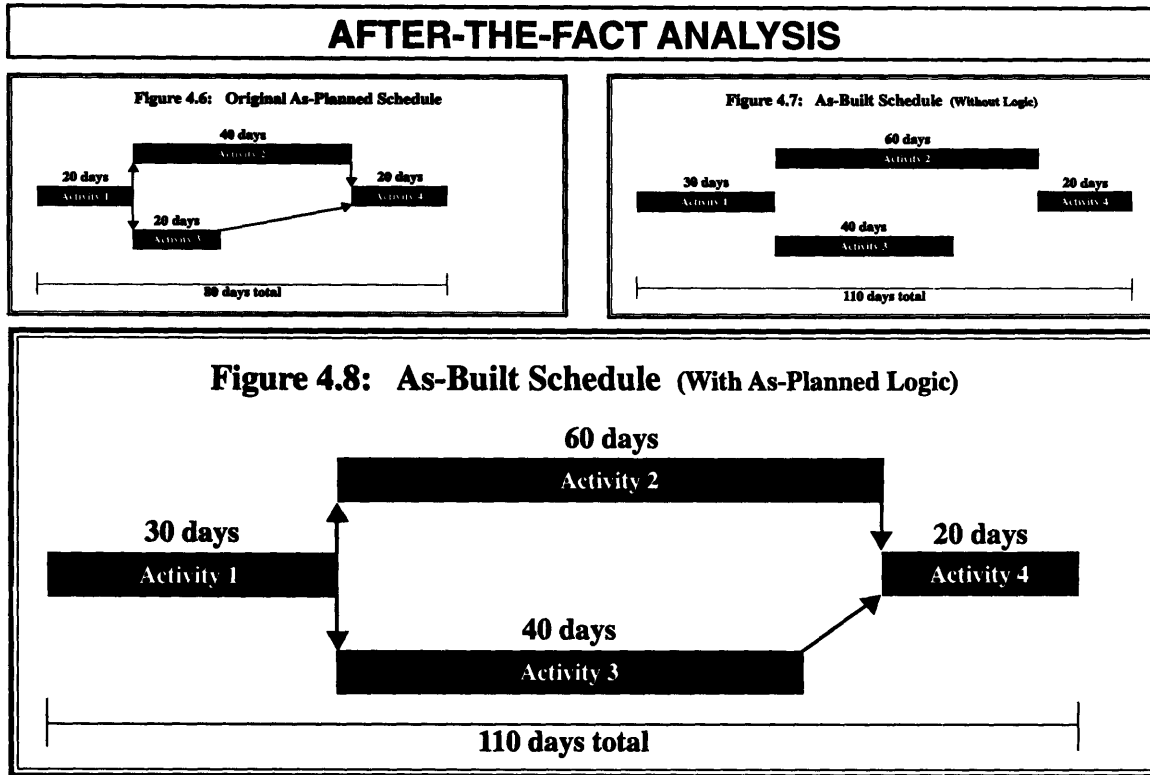 AFTER-THE-FACT ANALYSIS
Figure 4.6: Original As-Planned Schedule
40 days
Activity 2
20 days
Activity 1
20 days
Activity 4
20 days
Activity 3
80 days total
Figure 4.7: As-Built Schedule (Without Logic)
60 days
Activity 2
30 days
Activity 1
20 days
Activity 4
40 days
Activity 3
110 days total
Figure 4.8: As-Built Schedule (With As-Planned Logic)
60 days
Activity 2
30 days
Activity 1
20 days
Activity 4
40 days
Activity 3
110 days total